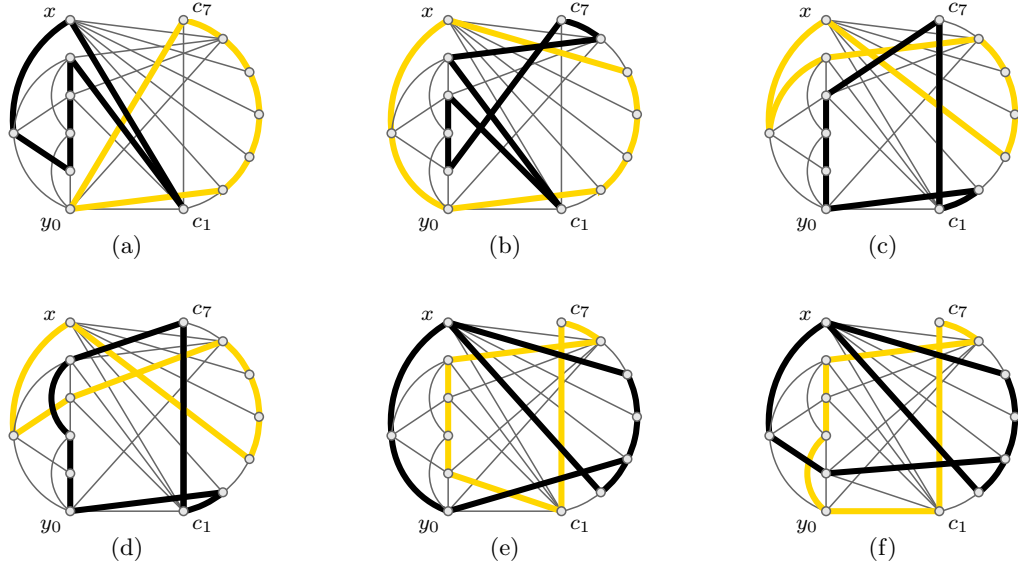 x c₇ x c₇ x c₇
y₀ c₁ y₀ c₁ y₀ c₁
(a) (b) (c)
x c₇ x c₇ x c₇
y₀ c₁ y₀ c₁ y₀ c₁
(d) (e) (f)